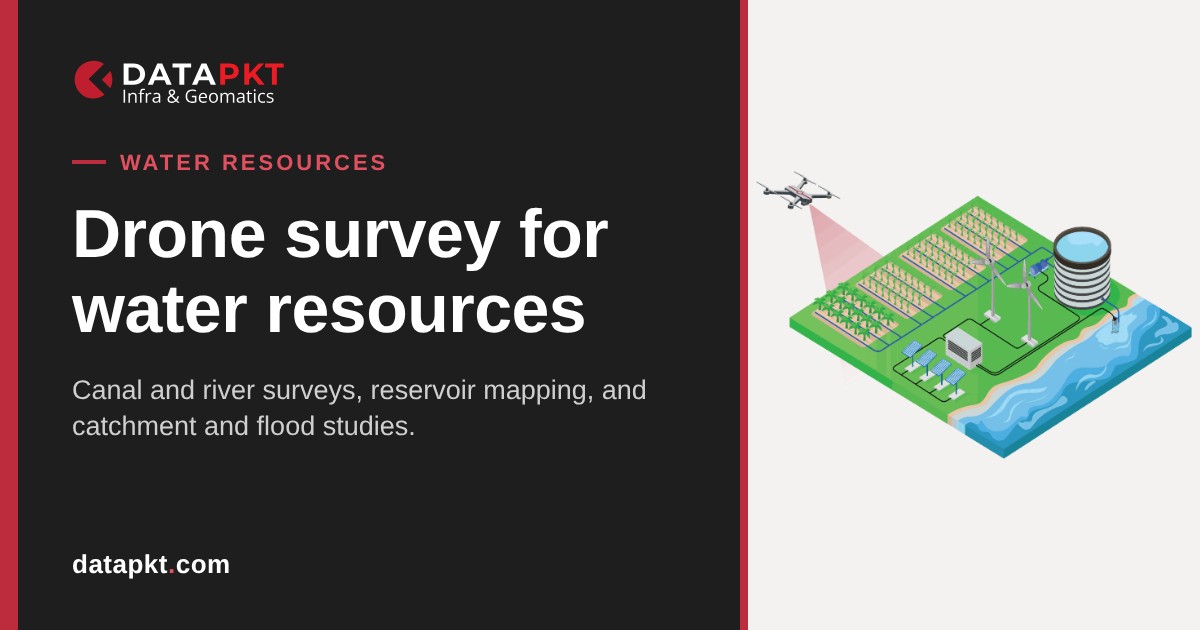 DATAPKT
Infra & Geomatics
WATER RESOURCES
Drone survey for
water resources
Canal and river surveys, reservoir mapping, and
catchment and flood studies.
datapkt.com